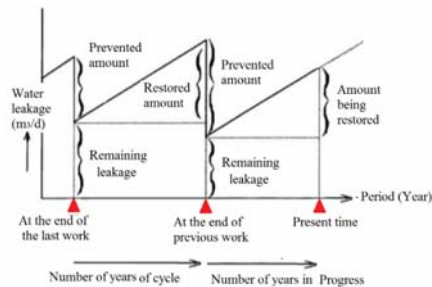 Water
leakage
(m3/d)
Prevented
amount
Restored
amount
Prevented
amount
Amount
being
restored
Remaining
leakage
Remaining
leakage
Period (Year)
At the end of
the last work
At the end of
previous work
Present time
Number of years of cycle
Number of years in Progress